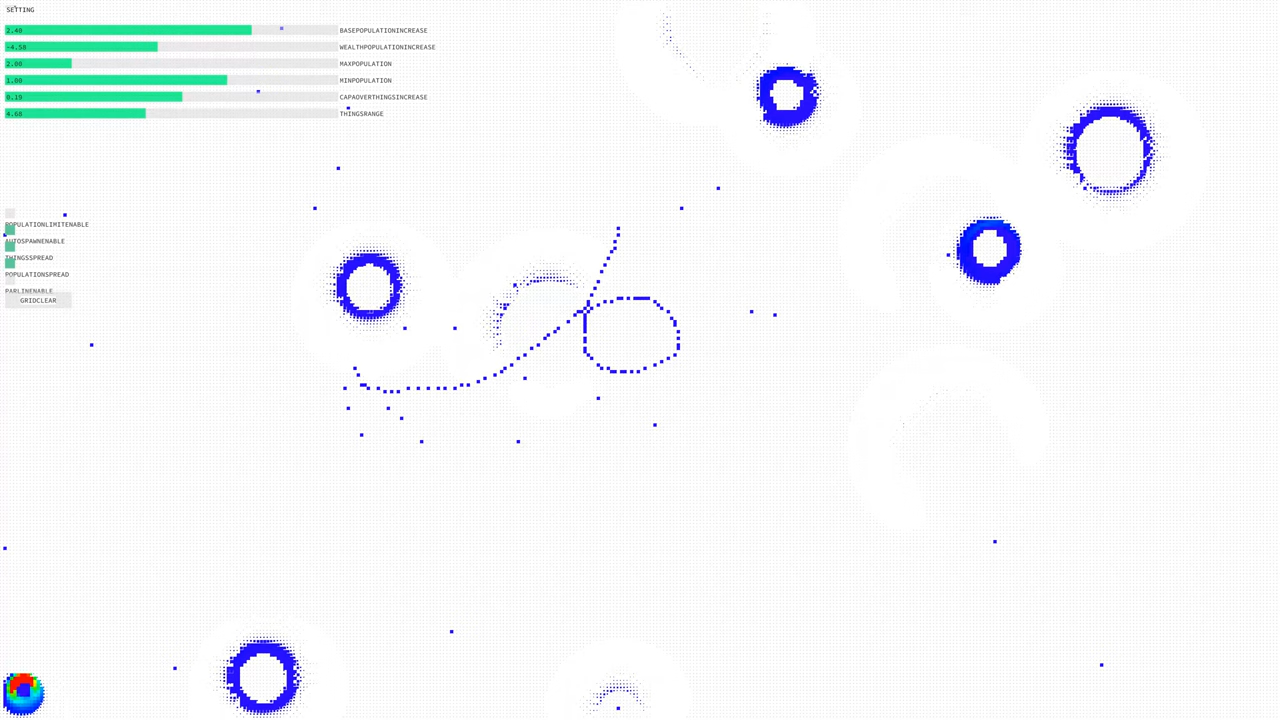 SETTING
2.40 BASEPOPULATIONINCREASE
-4.58 WEALTHPOPULATIONINCREASE
2.00 MAXPOPULATION
1.00 MINPOPULATION
0.19 CAPAOVERTHINGSINCREASE
4.68 THINGSRANGE
POPULATIONLIMITENABLE
AUTOSPAWNENABLE
THINGSSPREAD
POPULATIONSPREAD
PARLINENABLE
GRIDCLEAR